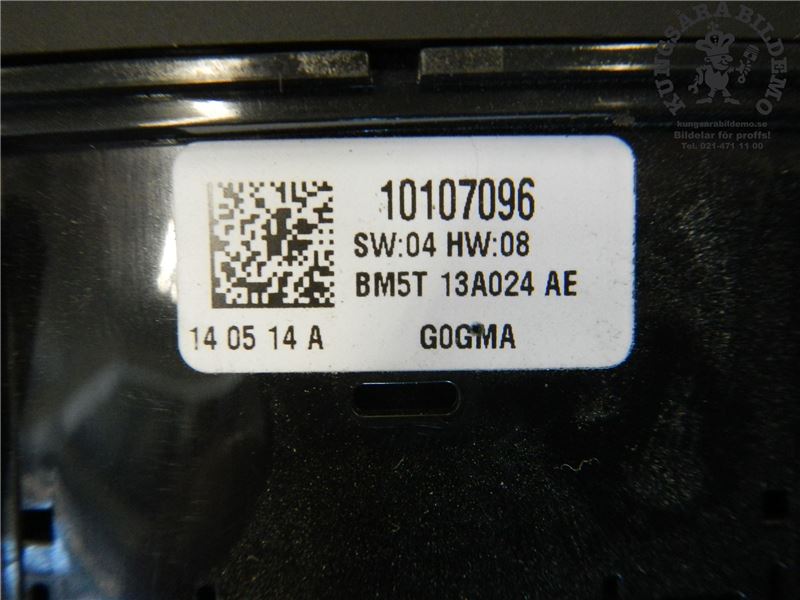 KUNGSÄRA BILDEMO
kungsarabildemo.se
Bildelar för proffs!
Tel. 021-471 11 00
10107096
SW:04 HW:08
BM5T 13A024 AE
14 05 14 A
G0GMA